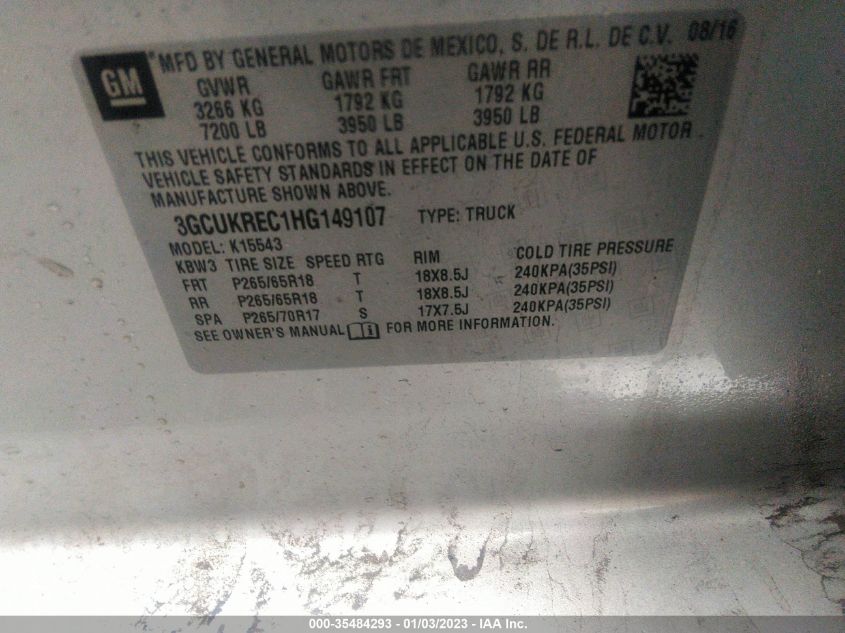 GM
MFD BY GENERAL MOTORS DE MEXICO, S. DE R.L. DE C.V. 08/16
GVWR GAWR FRT GAWR RR
3266 KG 1792 KG 1792 KG
7200 LB 3950 LB 3950 LB
THIS VEHICLE CONFORMS TO ALL APPLICABLE U.S. FEDERAL MOTOR
VEHICLE SAFETY STANDARDS IN EFFECT ON THE DATE OF
MANUFACTURE SHOWN ABOVE.
3GCUKREC1HG149107 TYPE: TRUCK
MODEL: K15543
KBW3 TIRE SIZE SPEED RTG RIM COLD TIRE PRESSURE
FRT P265/65R18 T 18X8.5J 240KPA(35PSI)
RR P265/65R18 T 18X8.5J 240KPA(35PSI)
SPA P265/70R17 S 17X7.5J 240KPA(35PSI)
SEE OWNER'S MANUAL FOR MORE INFORMATION.
000-35484293 - 01/03/2023 - IAA Inc.